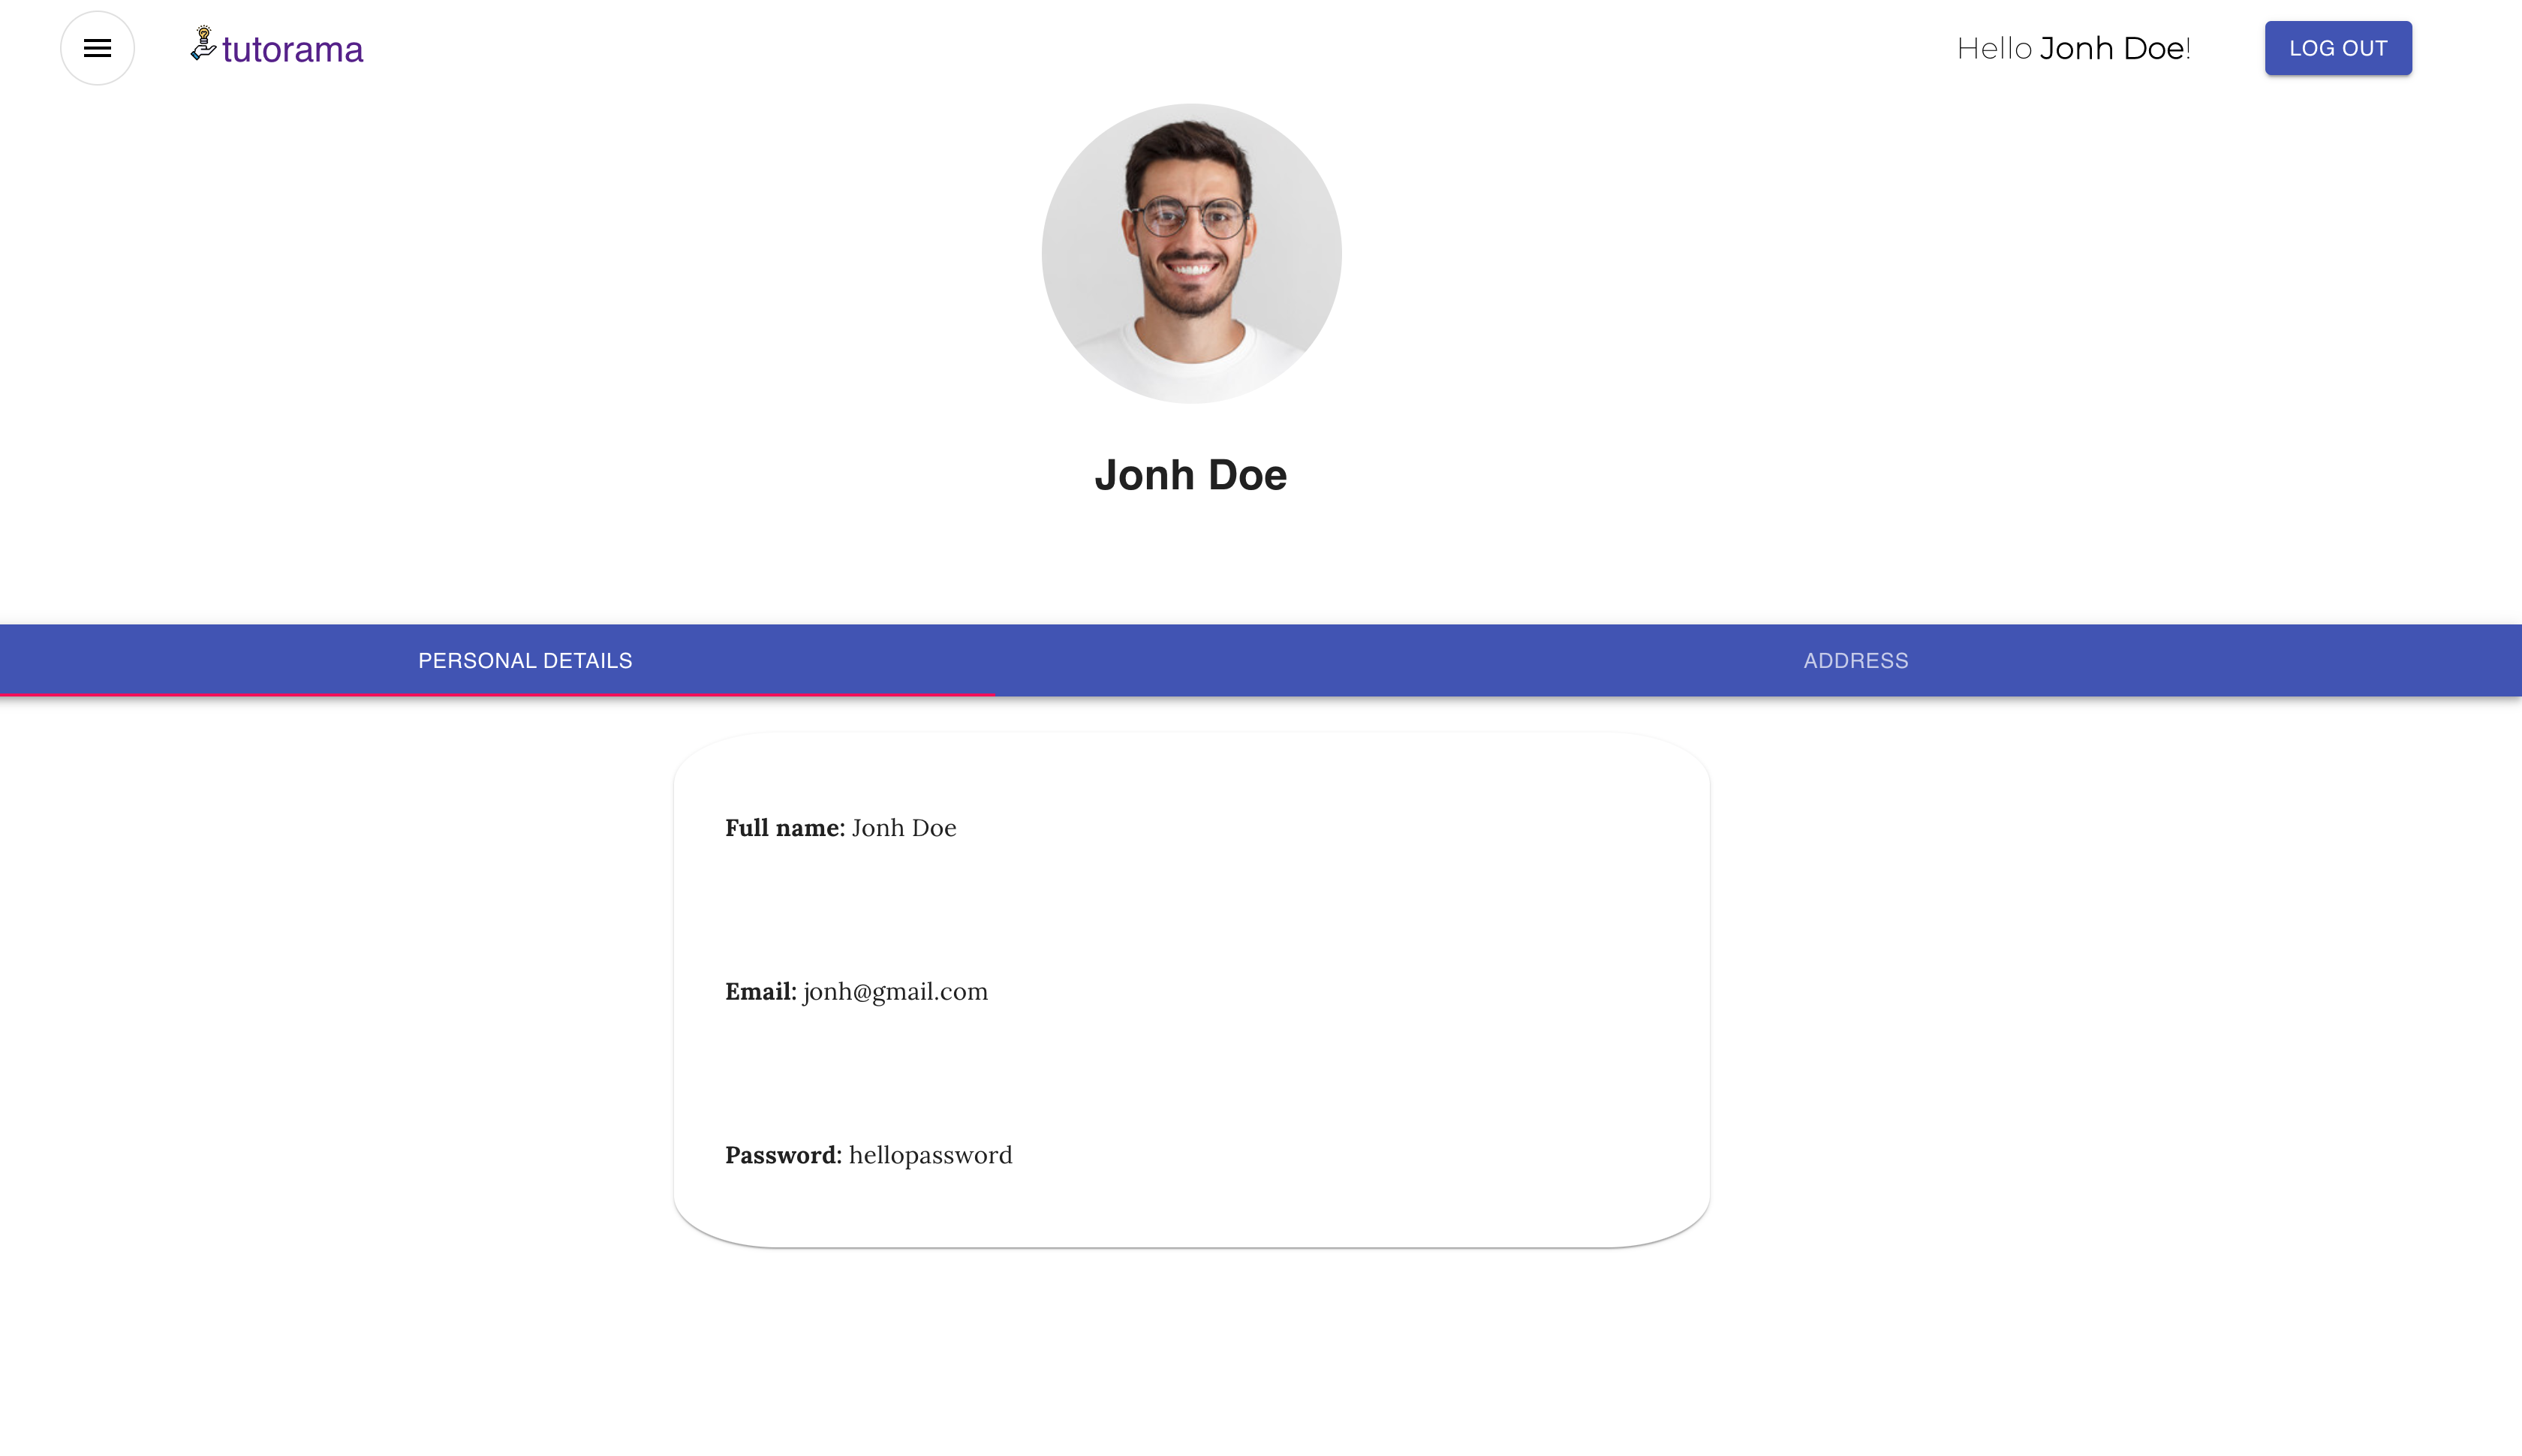 tutorama
Hello Jonh Doe!
LOG OUT
Jonh Doe
PERSONAL DETAILS
ADDRESS
Full name: Jonh Doe
Email: jonh@gmail.com
Password: hellopassword